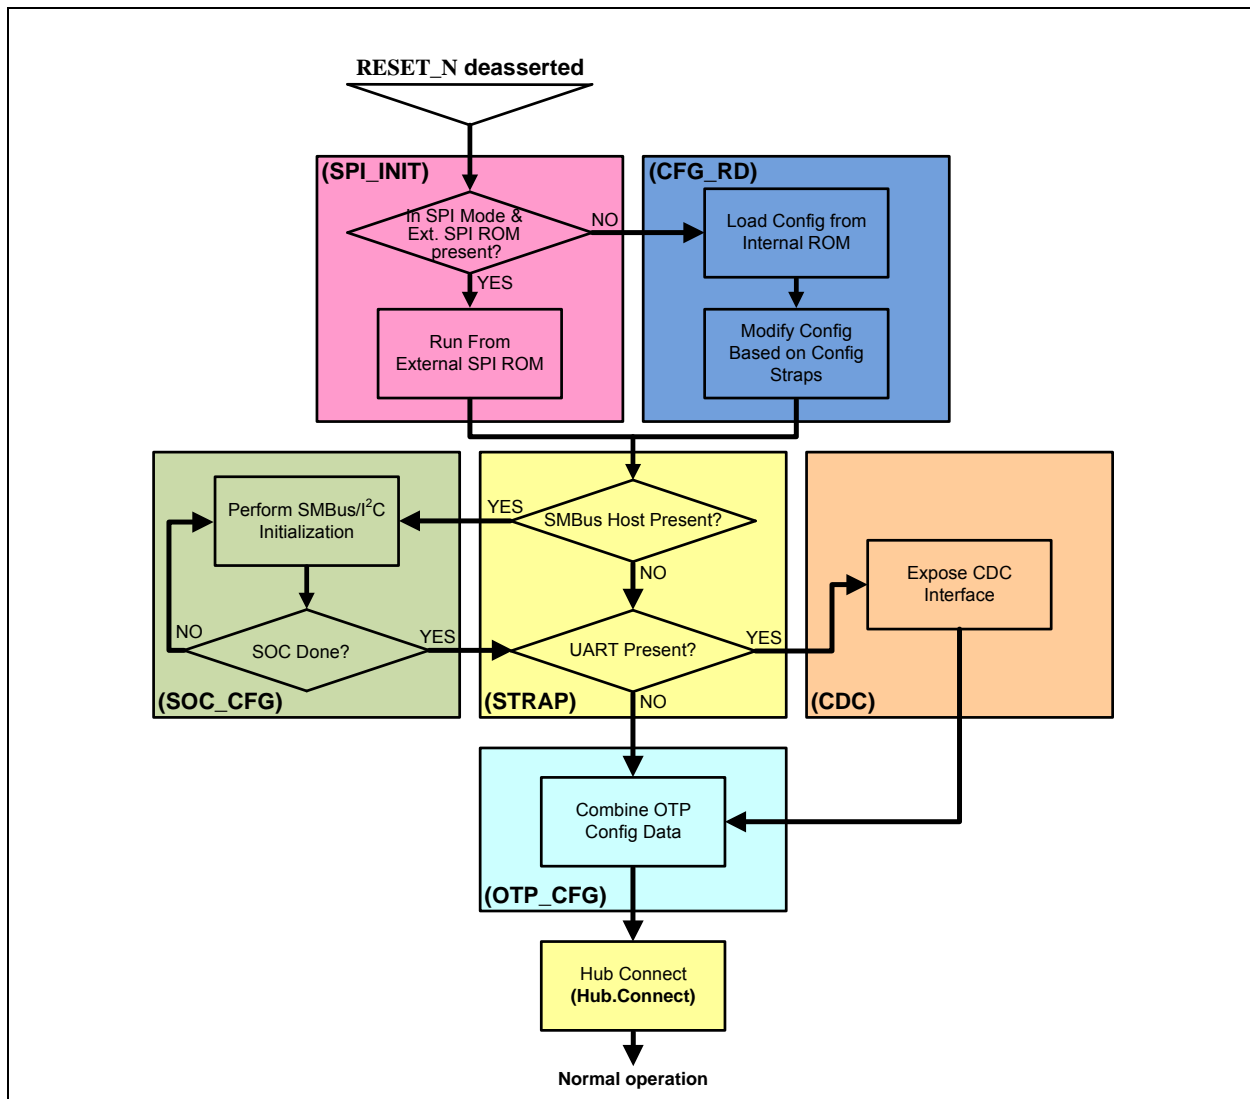 RESET_N deasserted
(SPI_INIT)
In SPI Mode &
Ext. SPI ROM
present?
NO
YES
Run From
External SPI ROM
(CFG_RD)
Load Config from
Internal ROM
Modify Config
Based on Config
Straps
SMBus Host Present?
YES
NO
Perform SMBus/I²C
Initialization
SOC Done?
NO
YES
(SOC_CFG)
UART Present?
YES
NO
(STRAP)
Expose CDC
Interface
(CDC)
Combine OTP
Config Data
(OTP_CFG)
Hub Connect
(Hub.Connect)
Normal operation